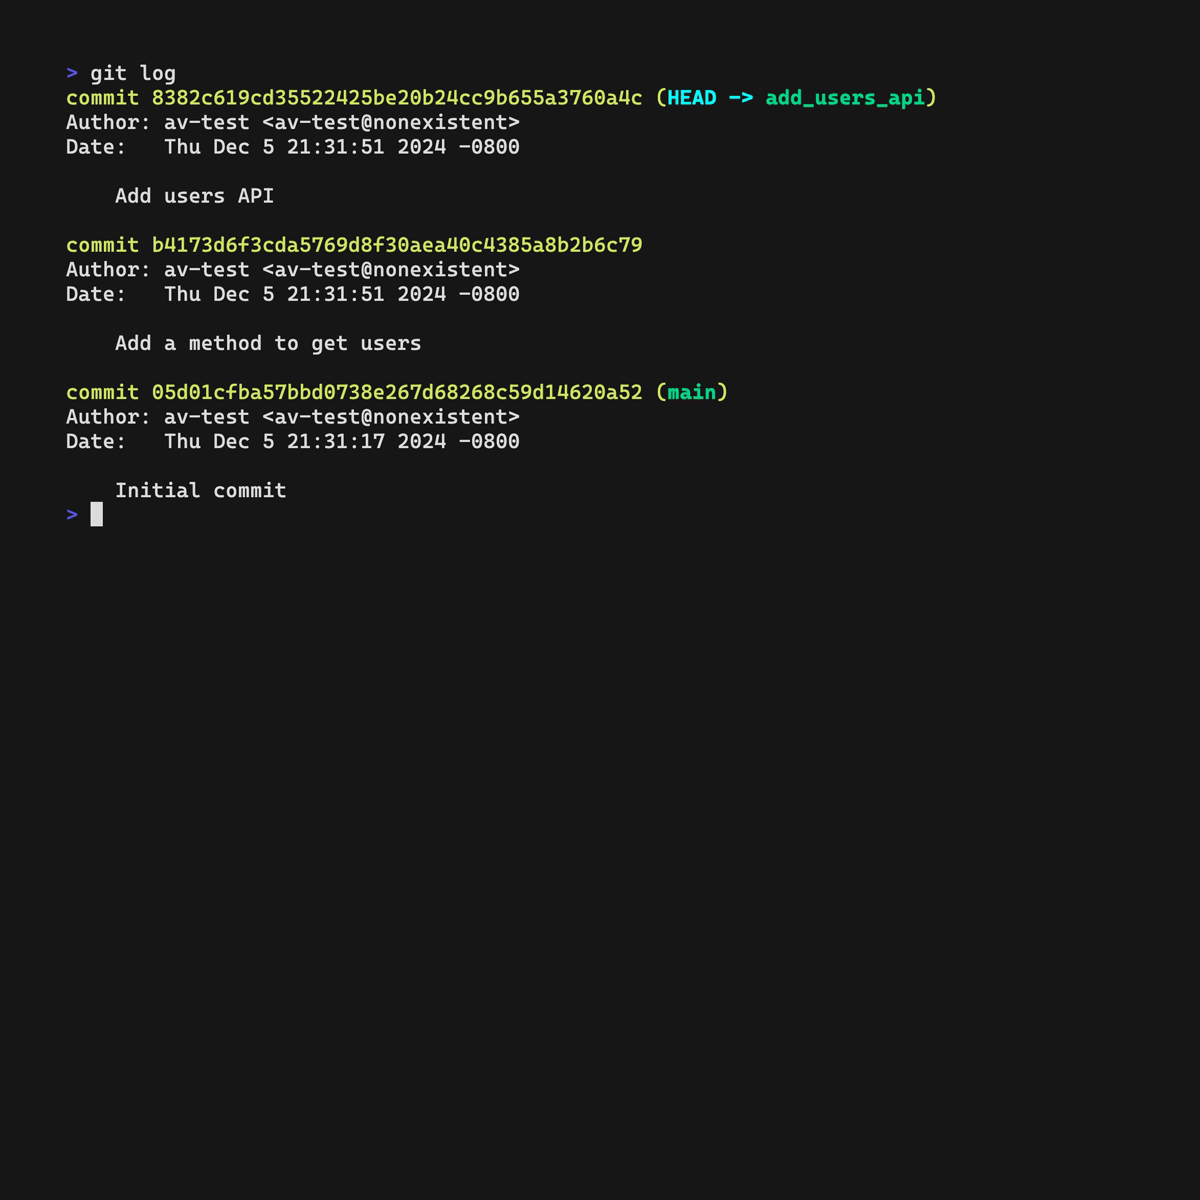 > git log
commit 8382c619cd35522425be20b24cc9b655a3760a4c (HEAD -> add_users_api)
Author: av-test <av-test@nonexistent>
Date:   Thu Dec 5 21:31:51 2024 -0800
    Add users API
commit b4173d6f3cda5769d8f30aea40c4385a8b2b6c79
Author: av-test <av-test@nonexistent>
Date:   Thu Dec 5 21:31:51 2024 -0800
    Add a method to get users
commit 05d01cfba57bbd0738e267d68268c59d14620a52 (main)
Author: av-test <av-test@nonexistent>
Date:   Thu Dec 5 21:31:17 2024 -0800
    Initial commit
>